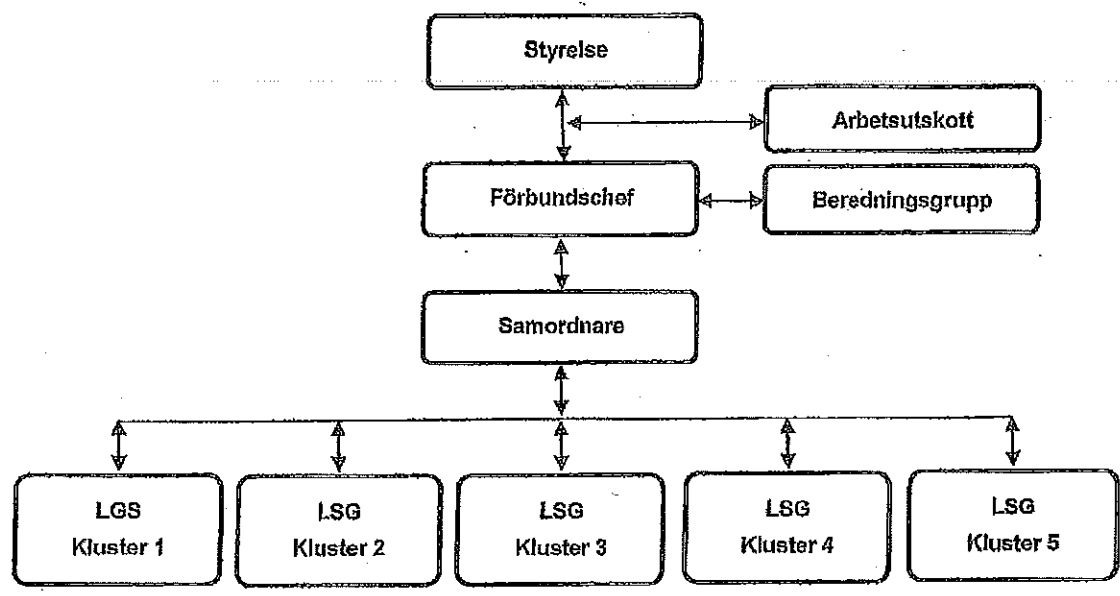 Styrelse
Arbetsutskott
Förbundschef
Beredningsgrupp
Samordnare
LGS
Kluster 1
LSG
Kluster 2
LSG
Kluster 3
LSG
Kluster 4
LSG
Kluster 5